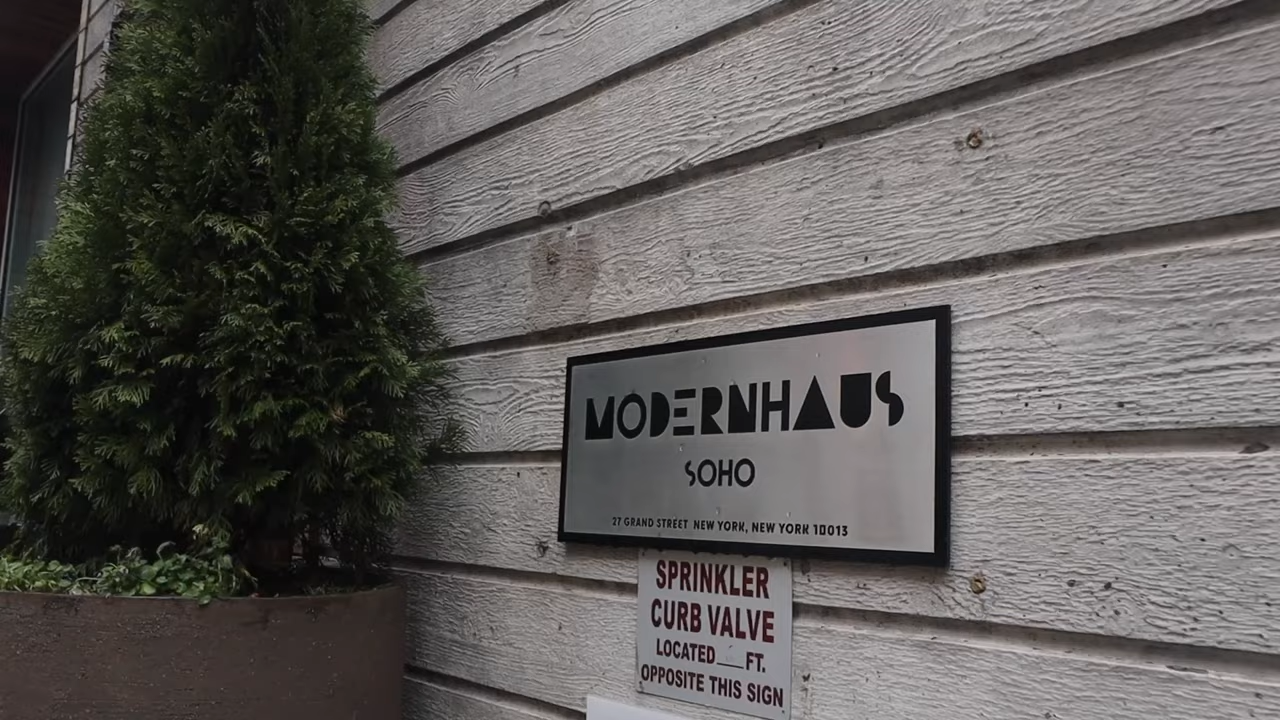 MODERNHAUS
SOHO
27 GRAND STREET NEW YORK, NEW YORK 10013
SPRINKLER
CURB VALVE
LOCATED___FT.
OPPOSITE THIS SIGN